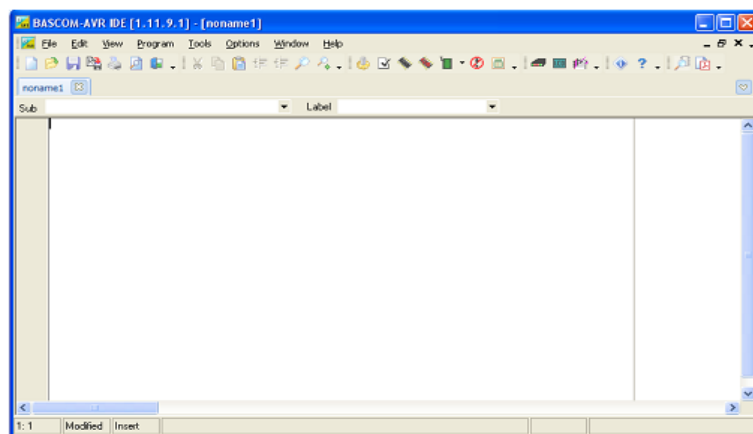 BASCOM-AVR IDE [1.11.9.1] - [noname1]
File Edit View Program Tools Options Window Help
noname1
Sub Label
1: 1 Modified Insert